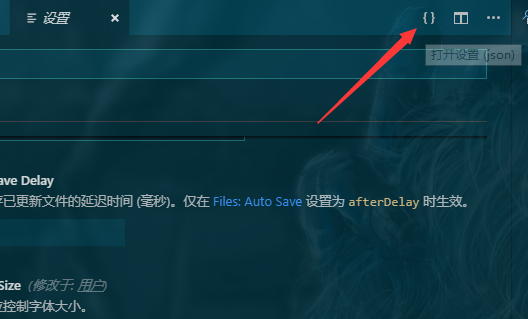 设置
{ }
打开设置 (json)
ave Delay
已更新文件的延迟时间 (毫秒)。仅在 Files: Auto Save 设置为 afterDelay 时生效。
Size (修改于: 用户)
控制字体大小。